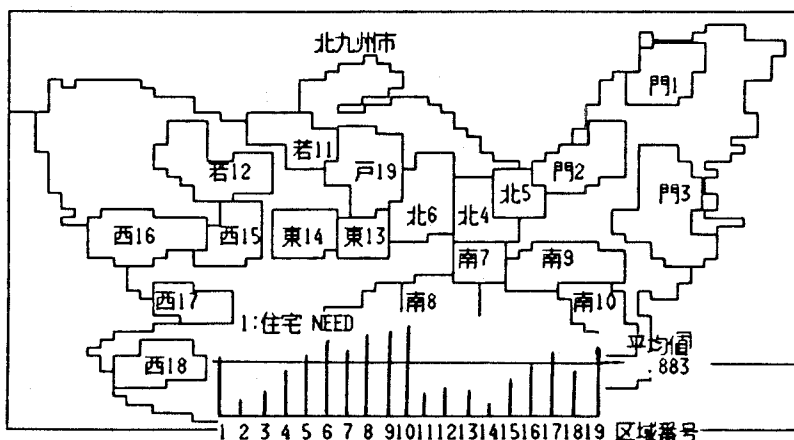 北九州市
門1
若11
若12
戸19
北5
門2
門3
北6
北4
西16
西15
東14
東13
南7
南9
西17
南8
南10
1:住宅 NEED
西18
平均値
.883
1 2 3 4 5 6 7 8 9 10 11 12 13 14 15 16 17 18 19 区域番号